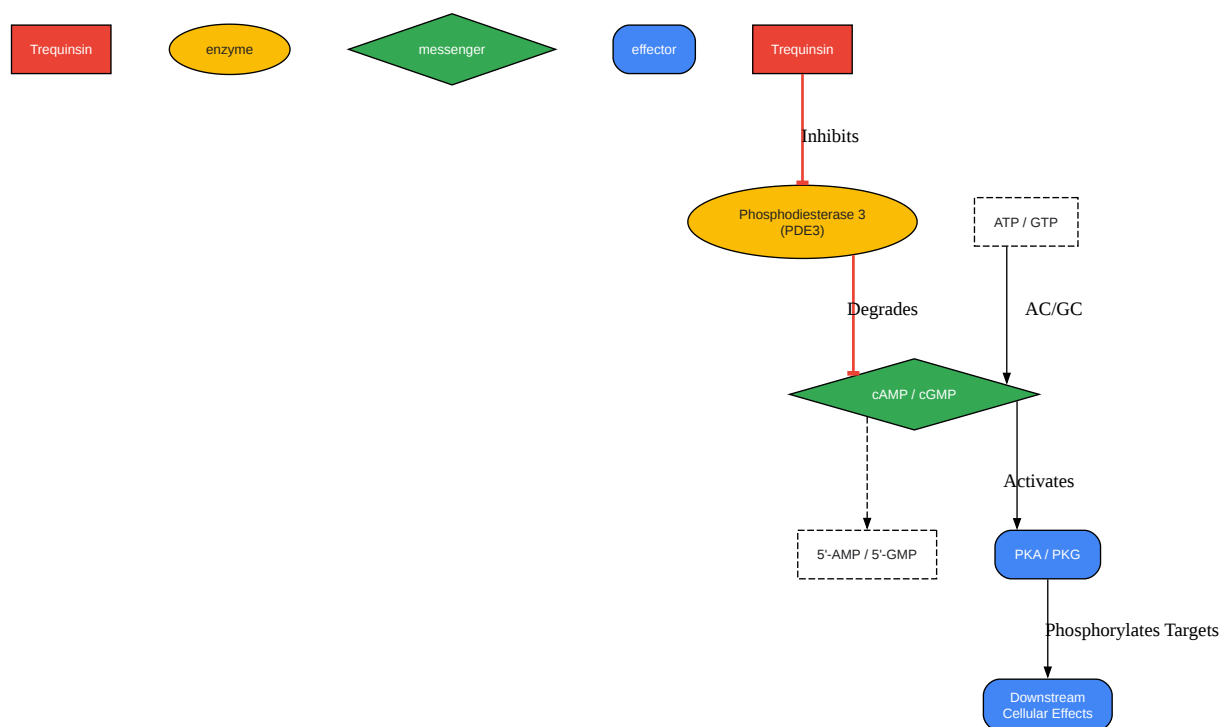 Trequinsin
enzyme
messenger
effector
Trequinsin
Inhibits
Phosphodiesterase 3
(PDE3)
ATP / GTP
Degrades
AC/GC
cAMP / cGMP
Activates
5'-AMP / 5'-GMP
PKA / PKG
Phosphorylates Targets
Downstream
Cellular Effects